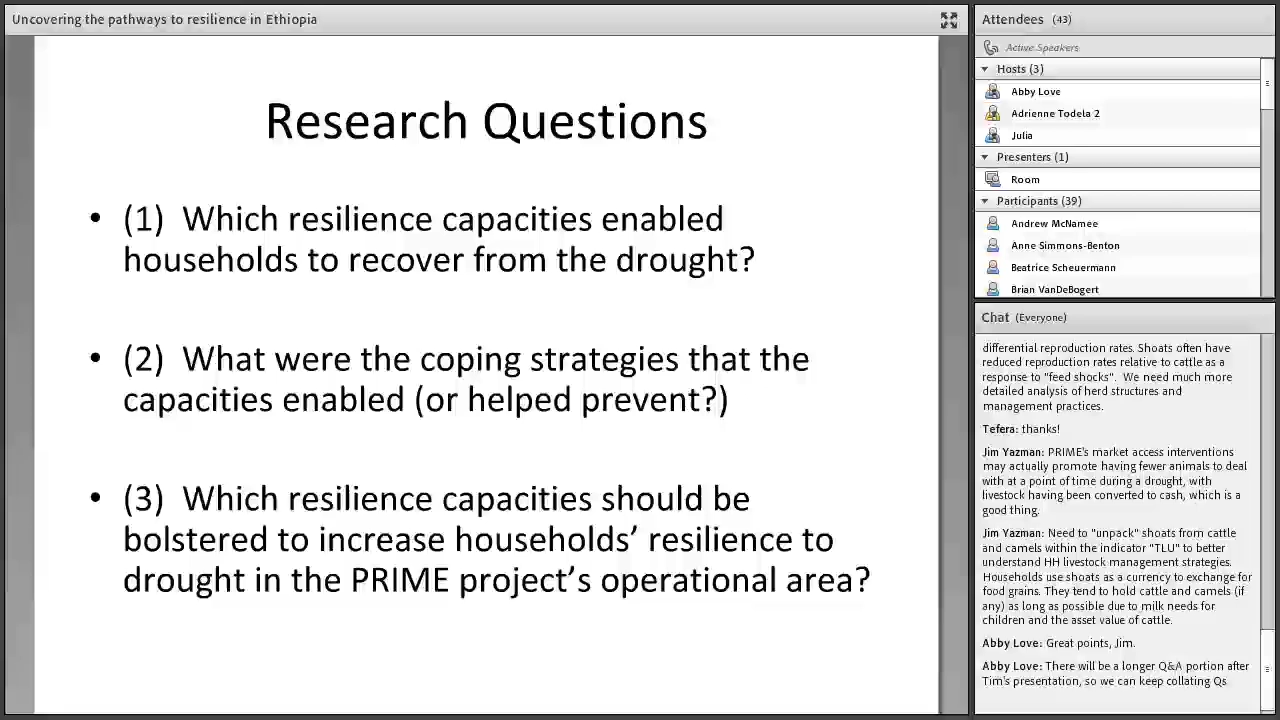 Uncovering the pathways to resilience in Ethiopia
Research Questions
• (1) Which resilience capacities enabled
households to recover from the drought?
• (2) What were the coping strategies that the
capacities enabled (or helped prevent?)
• (3) Which resilience capacities should be
bolstered to increase households’ resilience to
drought in the PRIME project’s operational area?
Attendees (43)
Active Speakers
Hosts (3)
Abby Love
Adrienne Todela 2
Julia
Presenters (1)
Room
Participants (39)
Andrew McNamee
Anne Simmons-Benton
Beatrice Scheuermann
Brian VanDeBogert
Chat (Everyone)
differential reproduction rates. Shoats often have
reduced reproduction rates relative to cattle as a
response to "feed shocks". We need much more
detailed analysis of herd structures and
management practices.
Tefera: thanks!
Jim Yazman: PRIME's market access interventions
may actually promote having fewer animals to deal
with at a point of time during a drought, with
livestock having been converted to cash, which is a
good thing.
Jim Yazman: Need to "unpack" shoats from cattle
and camels within the indicator "TLU" to better
understand HH livestock management strategies.
Households use shoats as a currency to exchange for
food grains. They tend to hold cattle and camels (if
any) as long as possible due to milk needs for
children and the asset value of cattle.
Abby Love: Great points, Jim.
Abby Love: There will be a longer Q&A portion after
Tim's presentation, so we can keep collating Qs